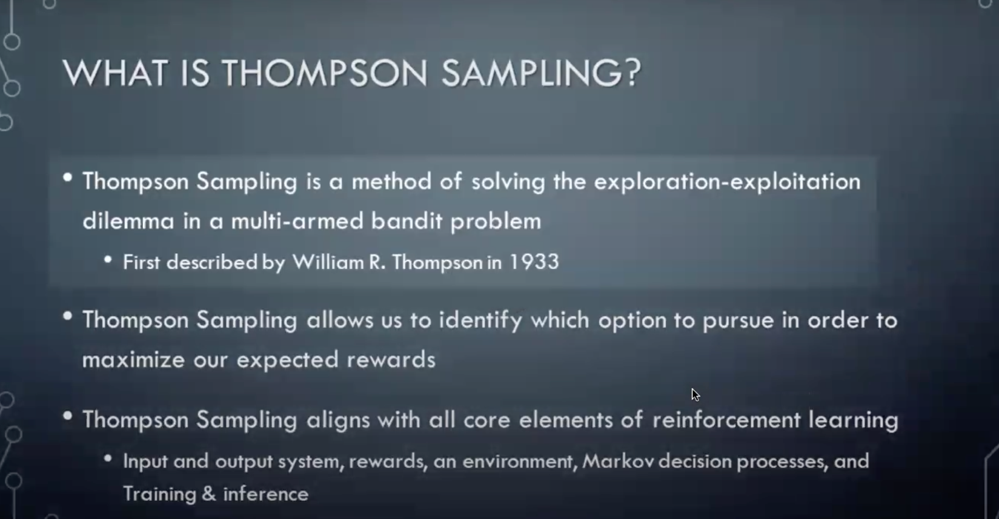 WHAT IS THOMPSON SAMPLING?
• Thompson Sampling is a method of solving the exploration-exploitation
dilemma in a multi-armed bandit problem
• First described by William R. Thompson in 1933
• Thompson Sampling allows us to identify which option to pursue in order to
maximize our expected rewards
• Thompson Sampling aligns with all core elements of reinforcement learning
• Input and output system, rewards, an environment, Markov decision processes, and
Training & inference